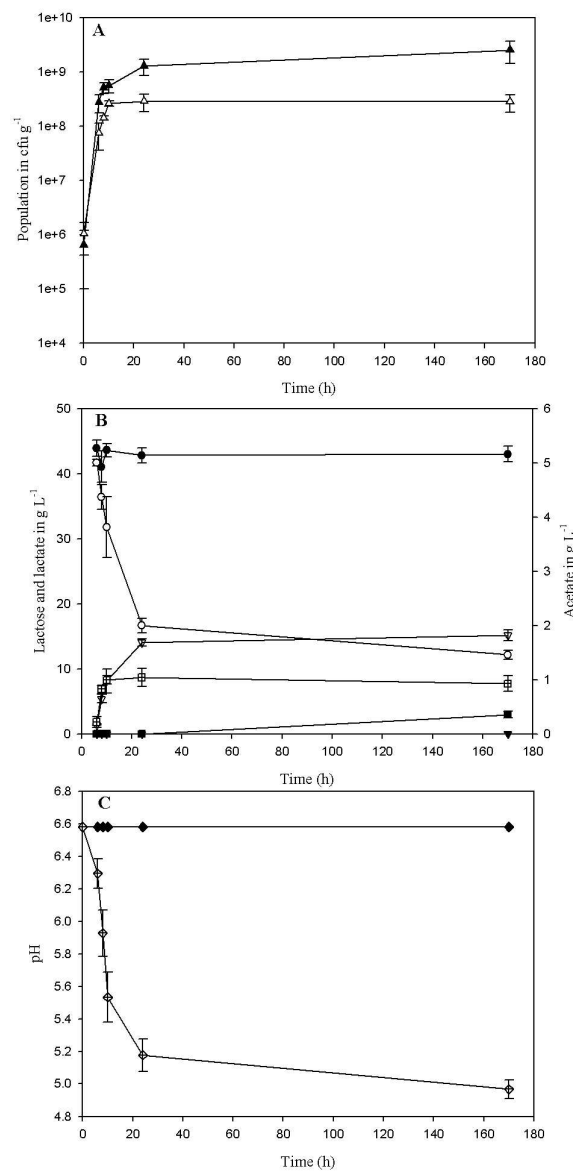 A
1e+10
1e+9
1e+8
1e+7
1e+6
1e+5
1e+4
Population in cfu g⁻¹
0 20 40 60 80 100 120 140 160 180
Time (h)
B
50
40
30
20
10
0
Lactose and lactate in g L⁻¹
6
5
4
3
2
1
0
Acetate in g L⁻¹
0 20 40 60 80 100 120 140 160 180
Time (h)
C
6.8
6.6
6.4
6.2
6.0
5.8
5.6
5.4
5.2
5.0
4.8
pH
0 20 40 60 80 100 120 140 160 180
Time (h)